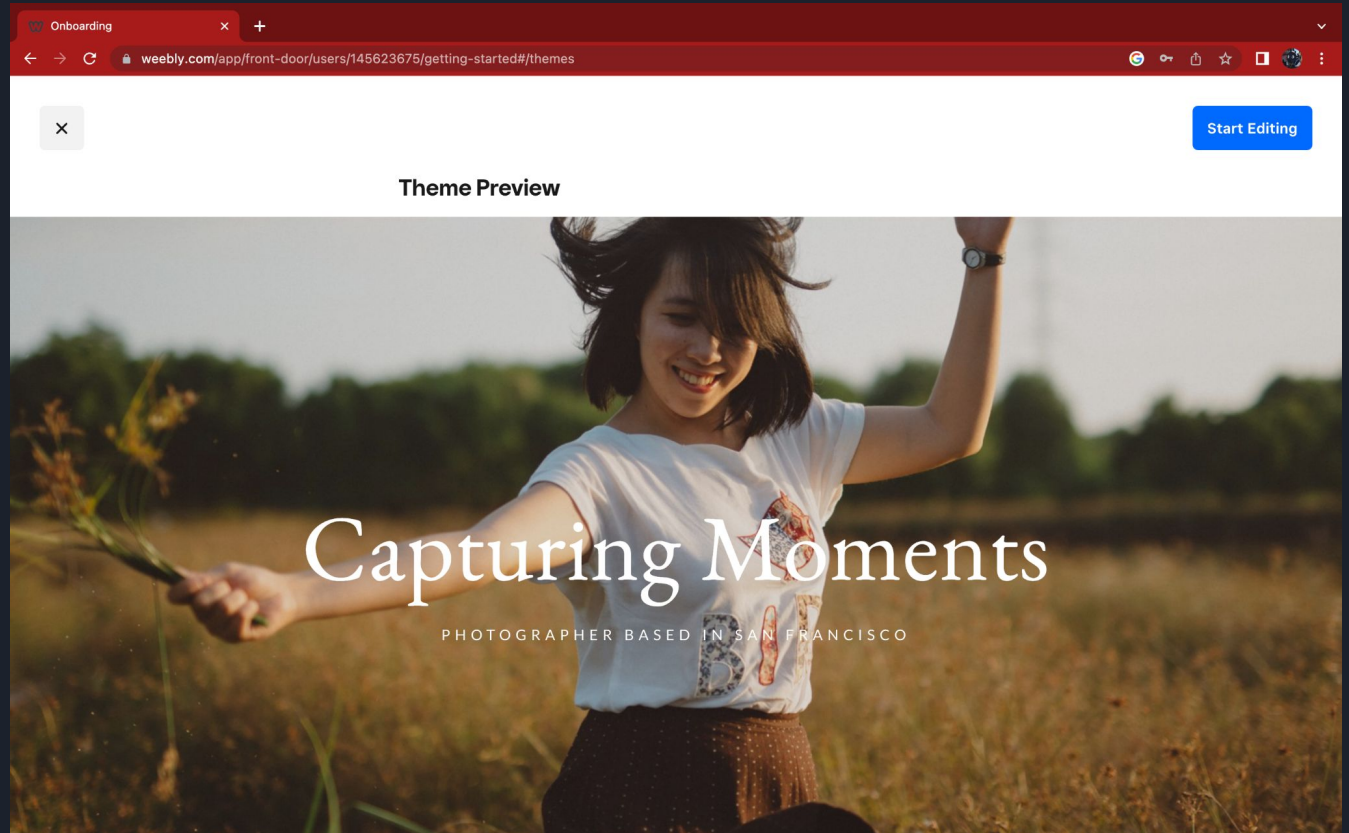 Onboarding
weebly.com/app/front-door/users/145623675/getting-started#/themes
Start Editing
Theme Preview
Capturing Moments
PHOTOGRAPHER BASED IN SAN FRANCISCO